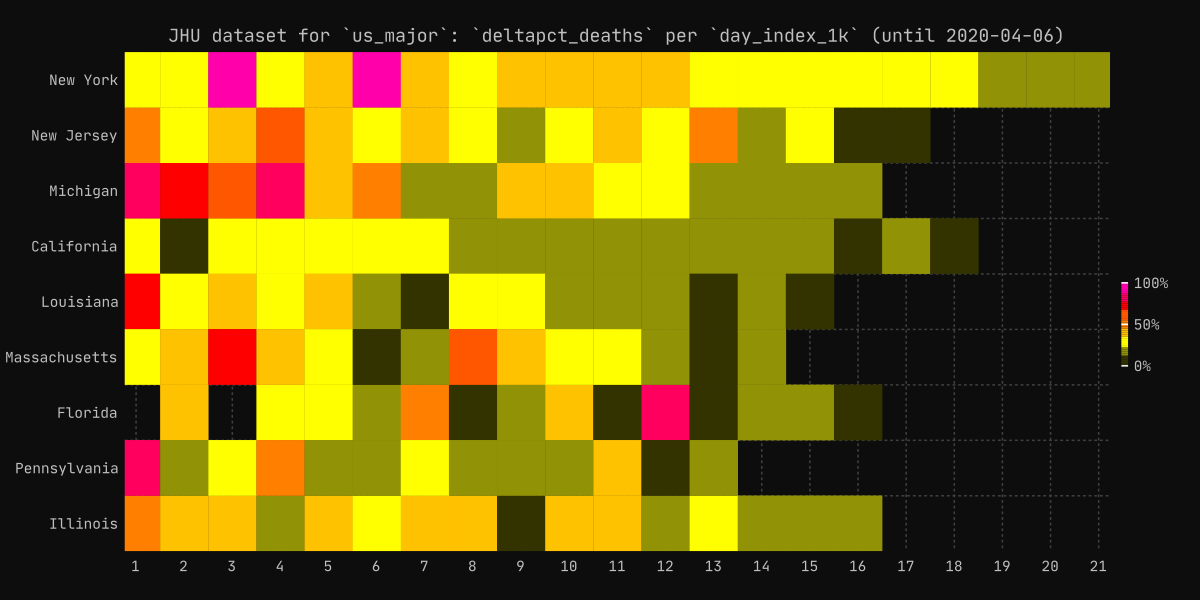 JHU dataset for `us_major`: `deltapct_deaths` per `day_index_1k` (until 2020-04-06)
New York
New Jersey
Michigan
California
Louisiana
Massachusetts
Florida
Pennsylvania
Illinois
1 2 3 4 5 6 7 8 9 10 11 12 13 14 15 16 17 18 19 20 21
100%
50%
0%